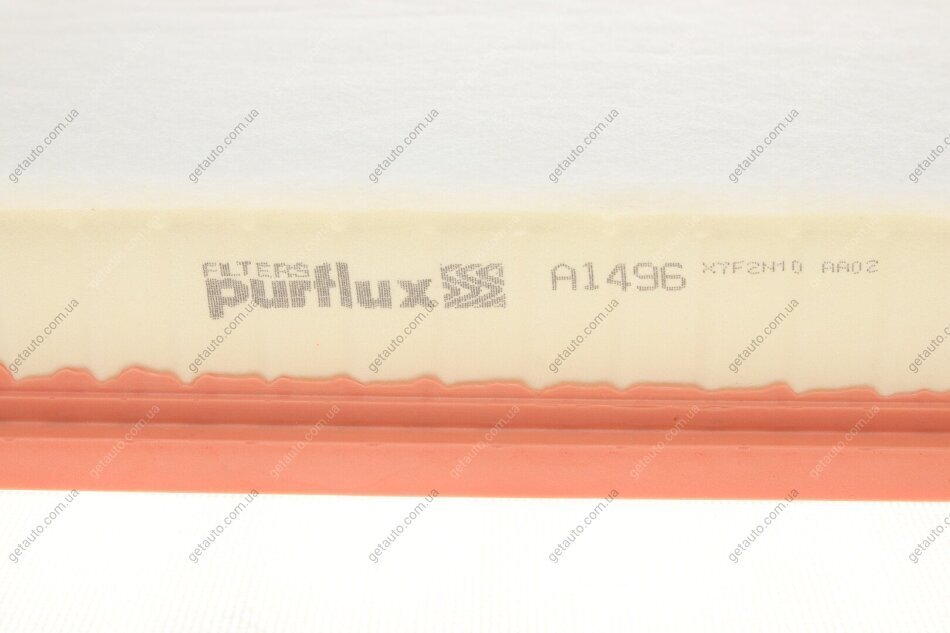 FILTERS
purflux A1496 X7F2N10 AA02
getauto.com.ua